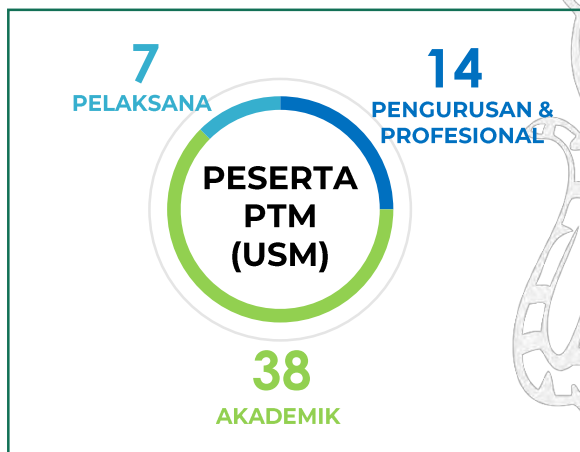 7
PELAKSANA
14
PENGURUSAN &
PROFESIONAL
PESERTA
PTM
(USM)
38
AKADEMIK